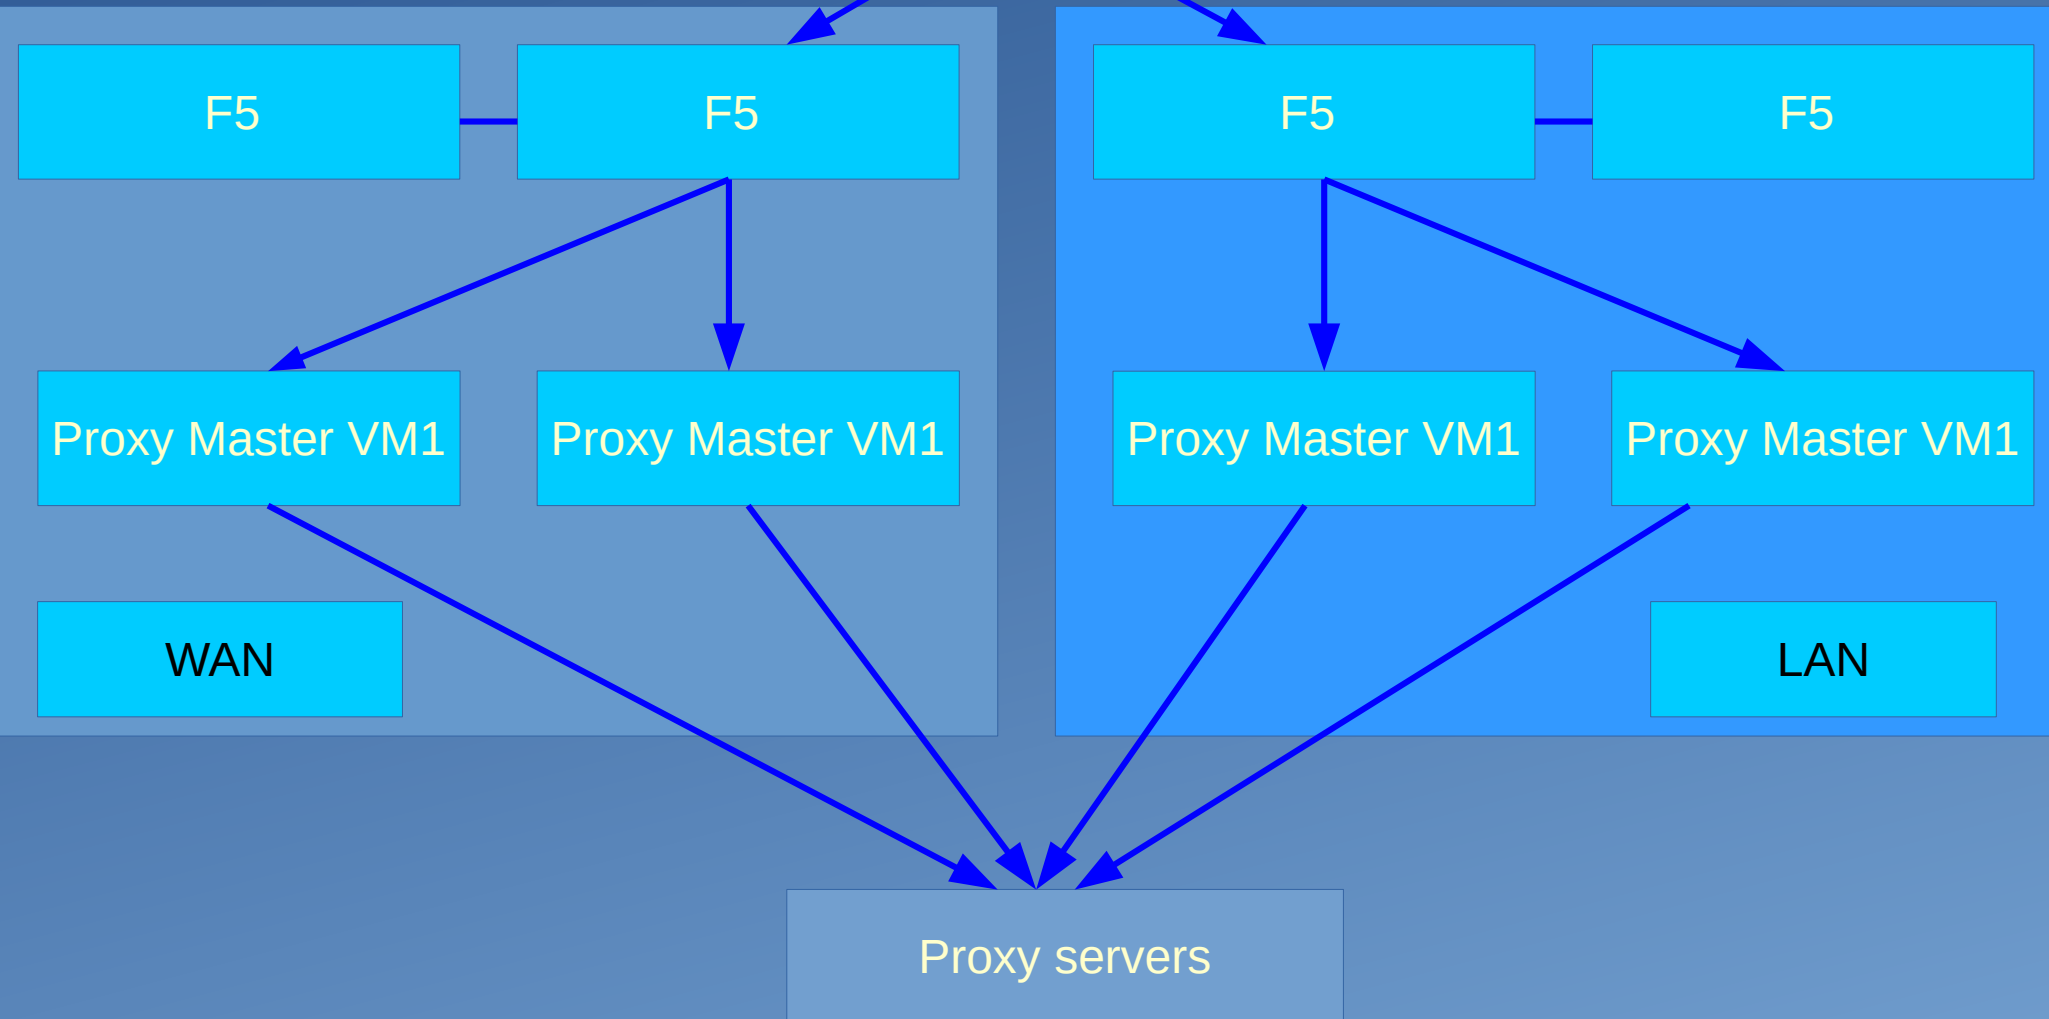 F5
F5
F5
F5
Proxy Master VM1
Proxy Master VM1
Proxy Master VM1
Proxy Master VM1
WAN
LAN
Proxy servers